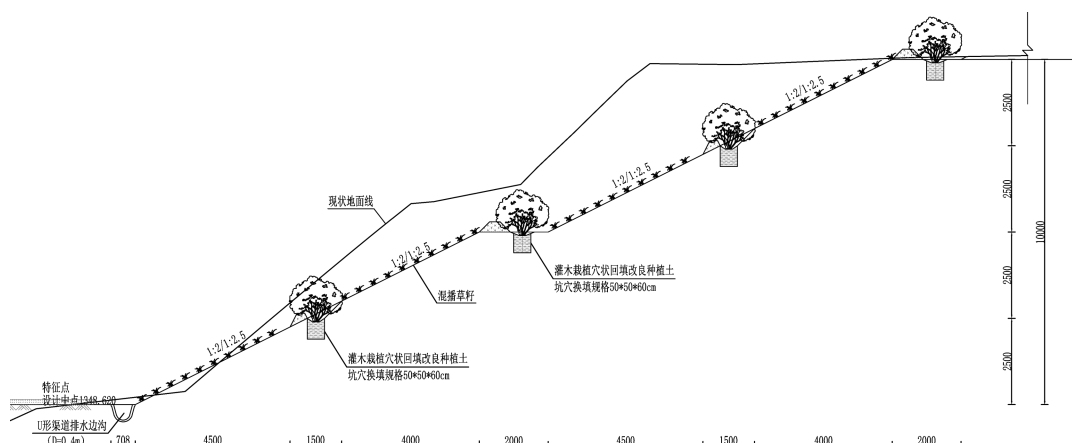 1:2/1:2.5
2500
1:2/1:2.5
2500
10000
现状地面线
1:2/1:2.5
灌木栽植穴状回填改良种植土
坑穴换填规格50*50*60cm
混播草籽
2500
1:2/1:2.5
灌木栽植穴状回填改良种植土
坑穴换填规格50*50*60cm
2500
特征点
设计中点1348.620
U形渠道排水边沟
(D=0.4m)
708 4500 1500 4000 2000 4500 1500 4000 2000